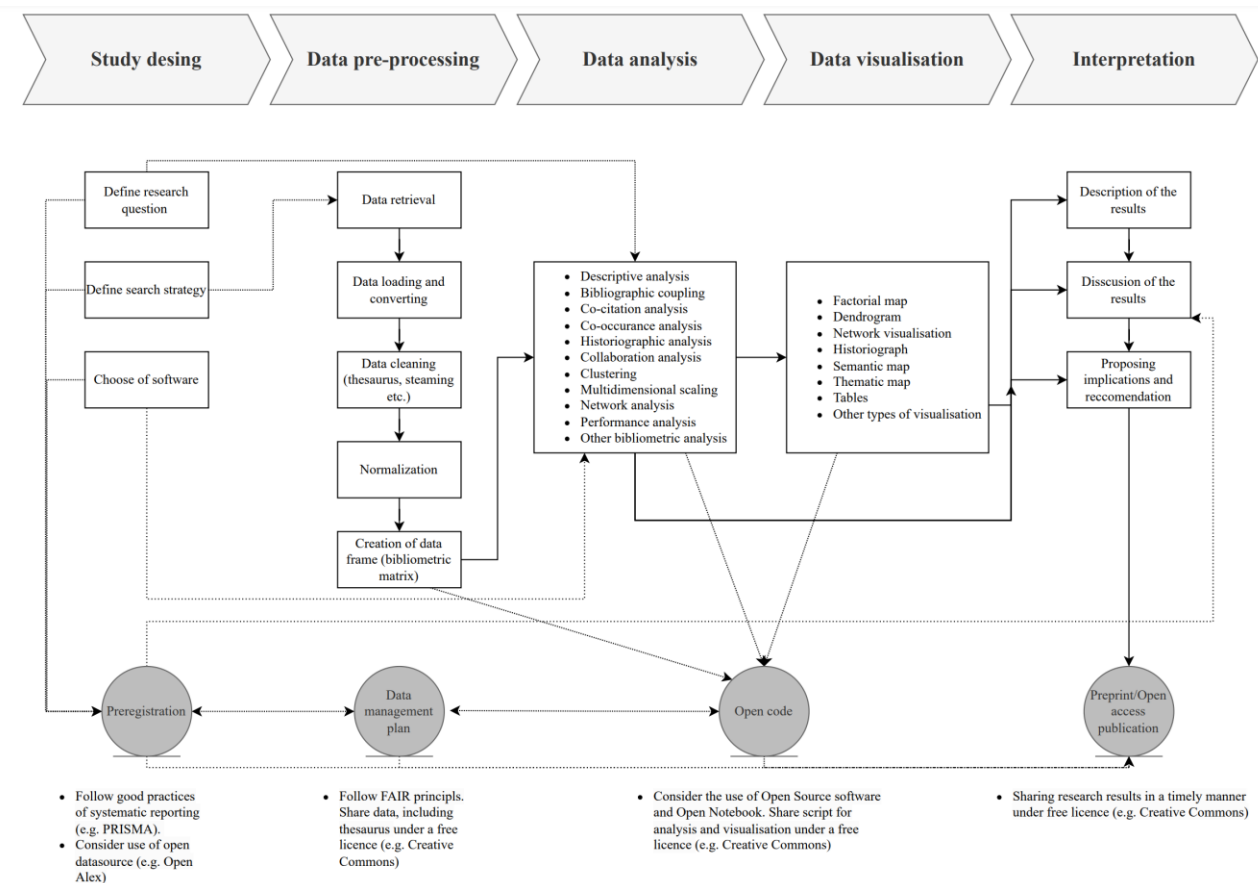 Study desing
Data pre-processing
Data analysis
Data visualisation
Interpretation
Define research
question
Define search strategy
Choose of software
Data retrieval
Data loading and
converting
Data cleaning
(thesaurus, steaming
etc.)
Normalization
Creation of data
frame (bibliometric
matrix)
• Descriptive analysis
• Bibliographic coupling
• Co-citation analysis
• Co-occurance analysis
• Historiographic analysis
• Collaboration analysis
• Clustering
• Multidimensional scaling
• Network analysis
• Performance analysis
• Other bibliometric analysis
• Factorial map
• Dendrogram
• Network visualisation
• Historiograph
• Semantic map
• Thematic map
• Tables
• Other types of visualisation
Description of the
results
Disscusion of the
results
Proposing
implications and
reccomendation
Preregistration
Data
management
plan
Open code
Preprint/Open
access
publication
• Follow good practices
of systematic reporting
(e.g. PRISMA).
• Consider use of open
datasource (e.g. Open
Alex)
• Follow FAIR principls.
Share data, including
thesaurus under a free
licence (e.g. Creative
Commons)
• Consider the use of Open Source software
and Open Notebook. Share script for
analysis and visualisation under a free
licence (e.g. Creative Commons)
• Sharing research results in a timely manner
under free licence (e.g. Creative Commons)